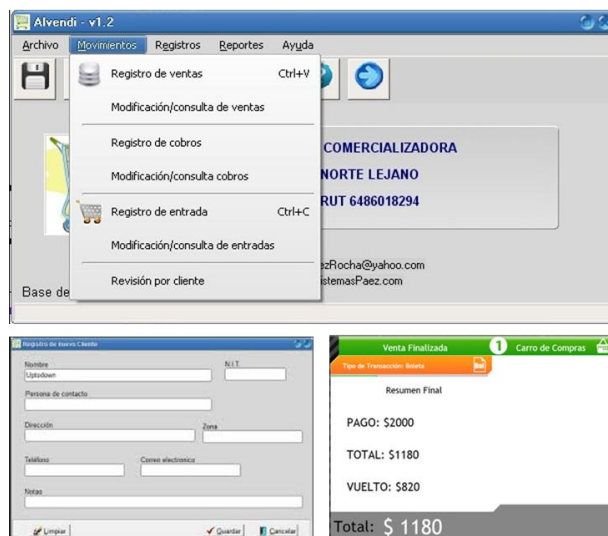 Alvendi - v1.2
Archivo Movimientos Registros Reportes Ayuda
Registro de ventas Ctrl+V
Modificación/consulta de ventas
Registro de cobros
Modificación/consulta cobros
Registro de entrada Ctrl+C
Modificación/consulta de entradas
Revisión por cliente
COMERCIALIZADORA
NORTE LEJANO
RUT 6486018294
ezRocha@yahoo.com
istemasPaez.com
Base de
Registro de Nuevo Cliente
Nombre N.I.T.
Uptodown
Persona de contacto
Dirección Zona
Teléfono Correo electrónico
Notas
Limpiar Guardar Cancelar
Venta Finalizada 1 Carro de Compras
Tipo de Transacción: Boleta
Resumen Final
PAGO: $2000
TOTAL: $1180
VUELTO: $820
Total: $ 1180